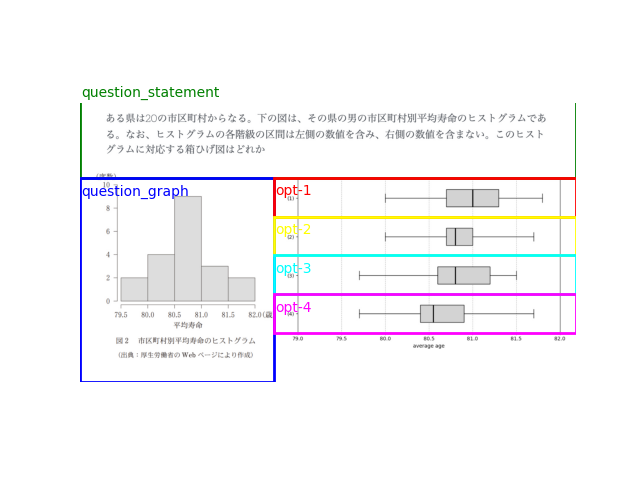 question_statement
ある県は20の市区町村からなる。下の図は、その県の男の市区町村別平均寿命のヒストグラムであ
る。なお、ヒストグラムの各階級の区間は左側の数値を含み、右側の数値を含まない。このヒスト
グラムに対応する箱ひげ図はどれか
question_graph
10
8
6
4
2
0
79.5 80.0 80.5 81.0 81.5 82.0(歳
平均寿命
図2 市区町村別平均寿命のヒストグラム
(出典:厚生労働省の Web ページにより作成)
opt-1
(1)
opt-2
(2)
opt-3
(3)
opt-4
79.0 79.5 80.0 80.5 81.0 81.5 82.0
average age